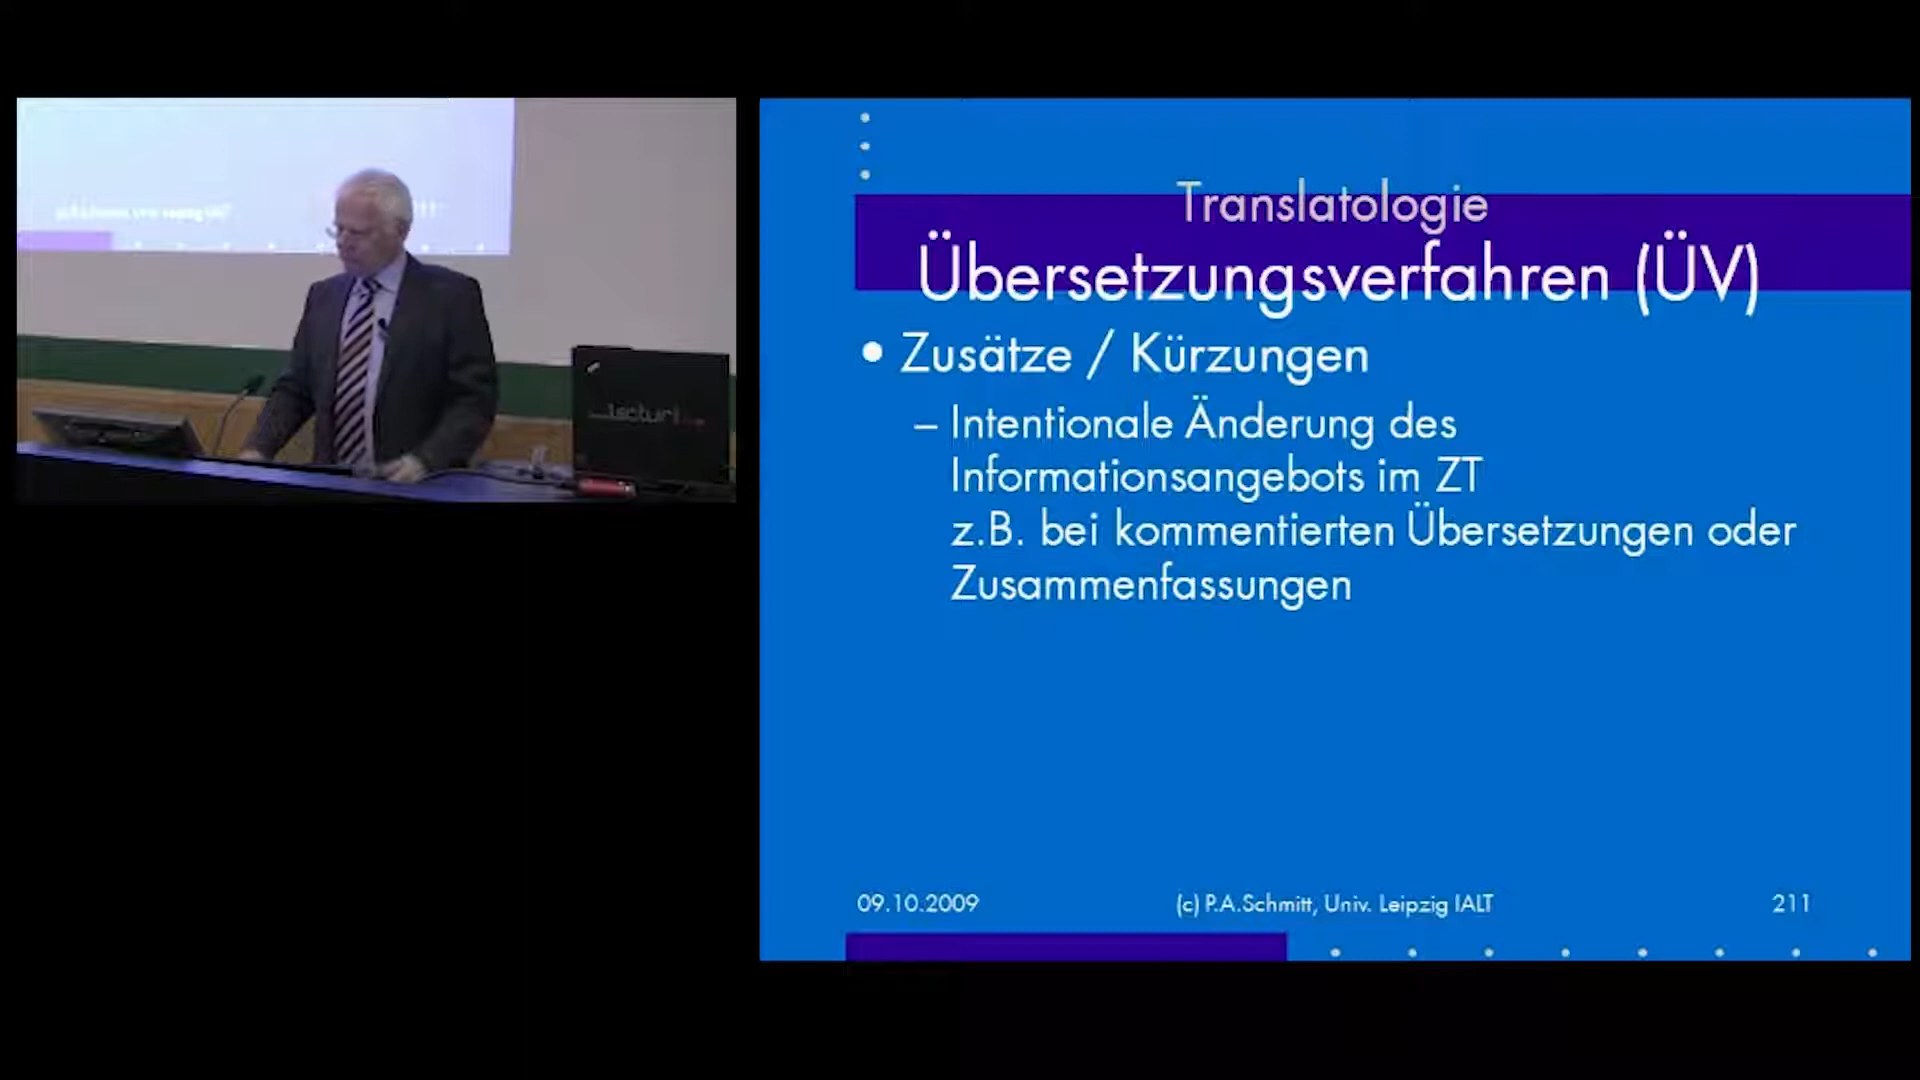 Translatologie
Übersetzungsverfahren (ÜV)
• Zusätze / Kürzungen
– Intentionale Änderung des
Informationsangebots im ZT
z.B. bei kommentierten Übersetzungen oder
Zusammenfassungen
09.10.2009
(c) P.A.Schmitt, Univ. Leipzig IALT
211